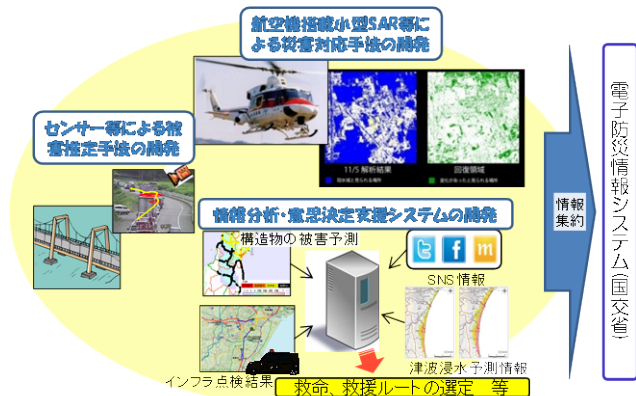 航空機搭載小型SAR等に
よる災害対応手法の開発
センサー等による被
害推定手法の開発
11/5 解析結果
回復領域
情報分析・意思決定支援システムの開発
構造物の被害予測
SNS情報
インフラ点検結果
津波浸水予測情報
救命、救援ルートの選定 等
情報
集約
電子防災情報システム(国交省)